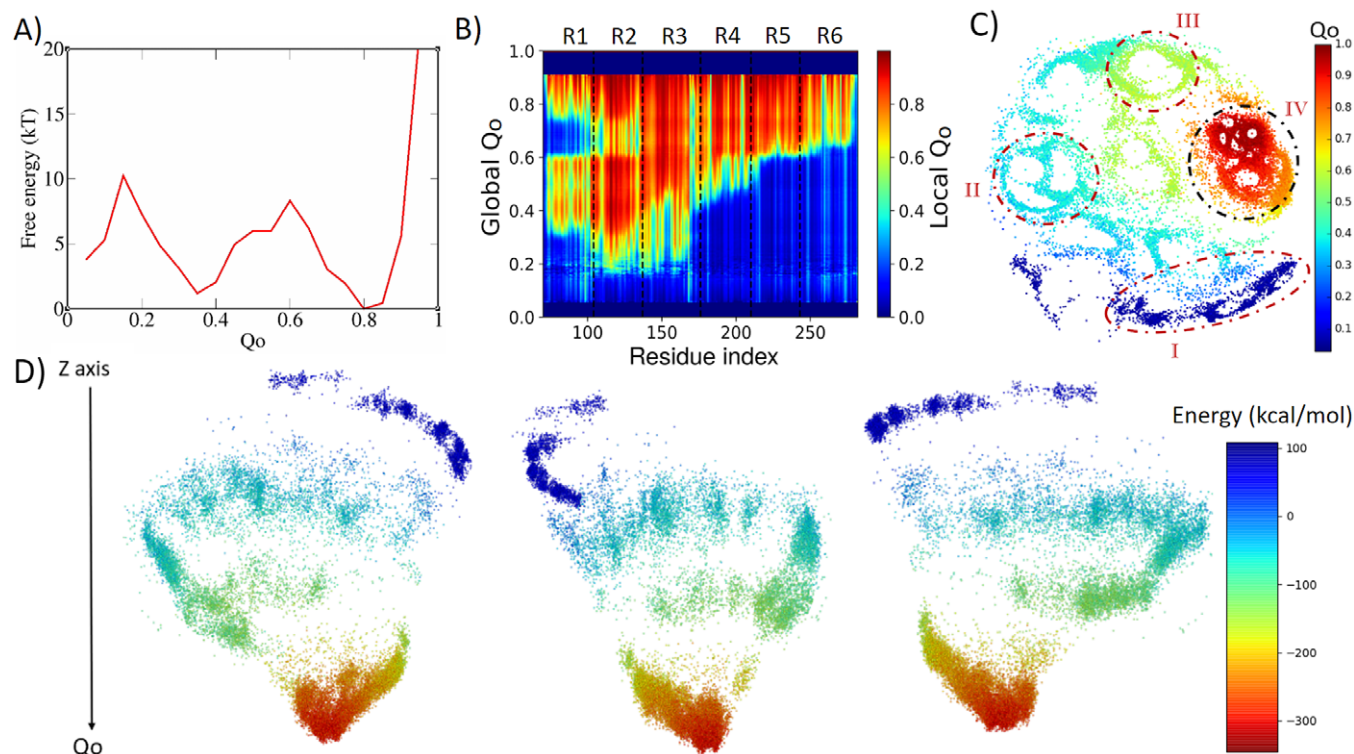 A)
20
15
10
5
0
0
0.2
0.4
0.6
0.8
1
Free energy (kT)
Qo
B)
R1 R2 R3 R4 R5 R6
1.0
0.8
0.6
0.4
0.2
0.0
Global Qo
100 150 200 250
Residue index
0.8
0.6
0.4
0.2
0.0
Local Qo
C)
III
IV
II
I
Qo
1.0
0.9
0.8
0.7
0.6
0.5
0.4
0.3
0.2
0.1
D)
Z axis
Qo
Energy (kcal/mol)
100
0
−100
−200
−300